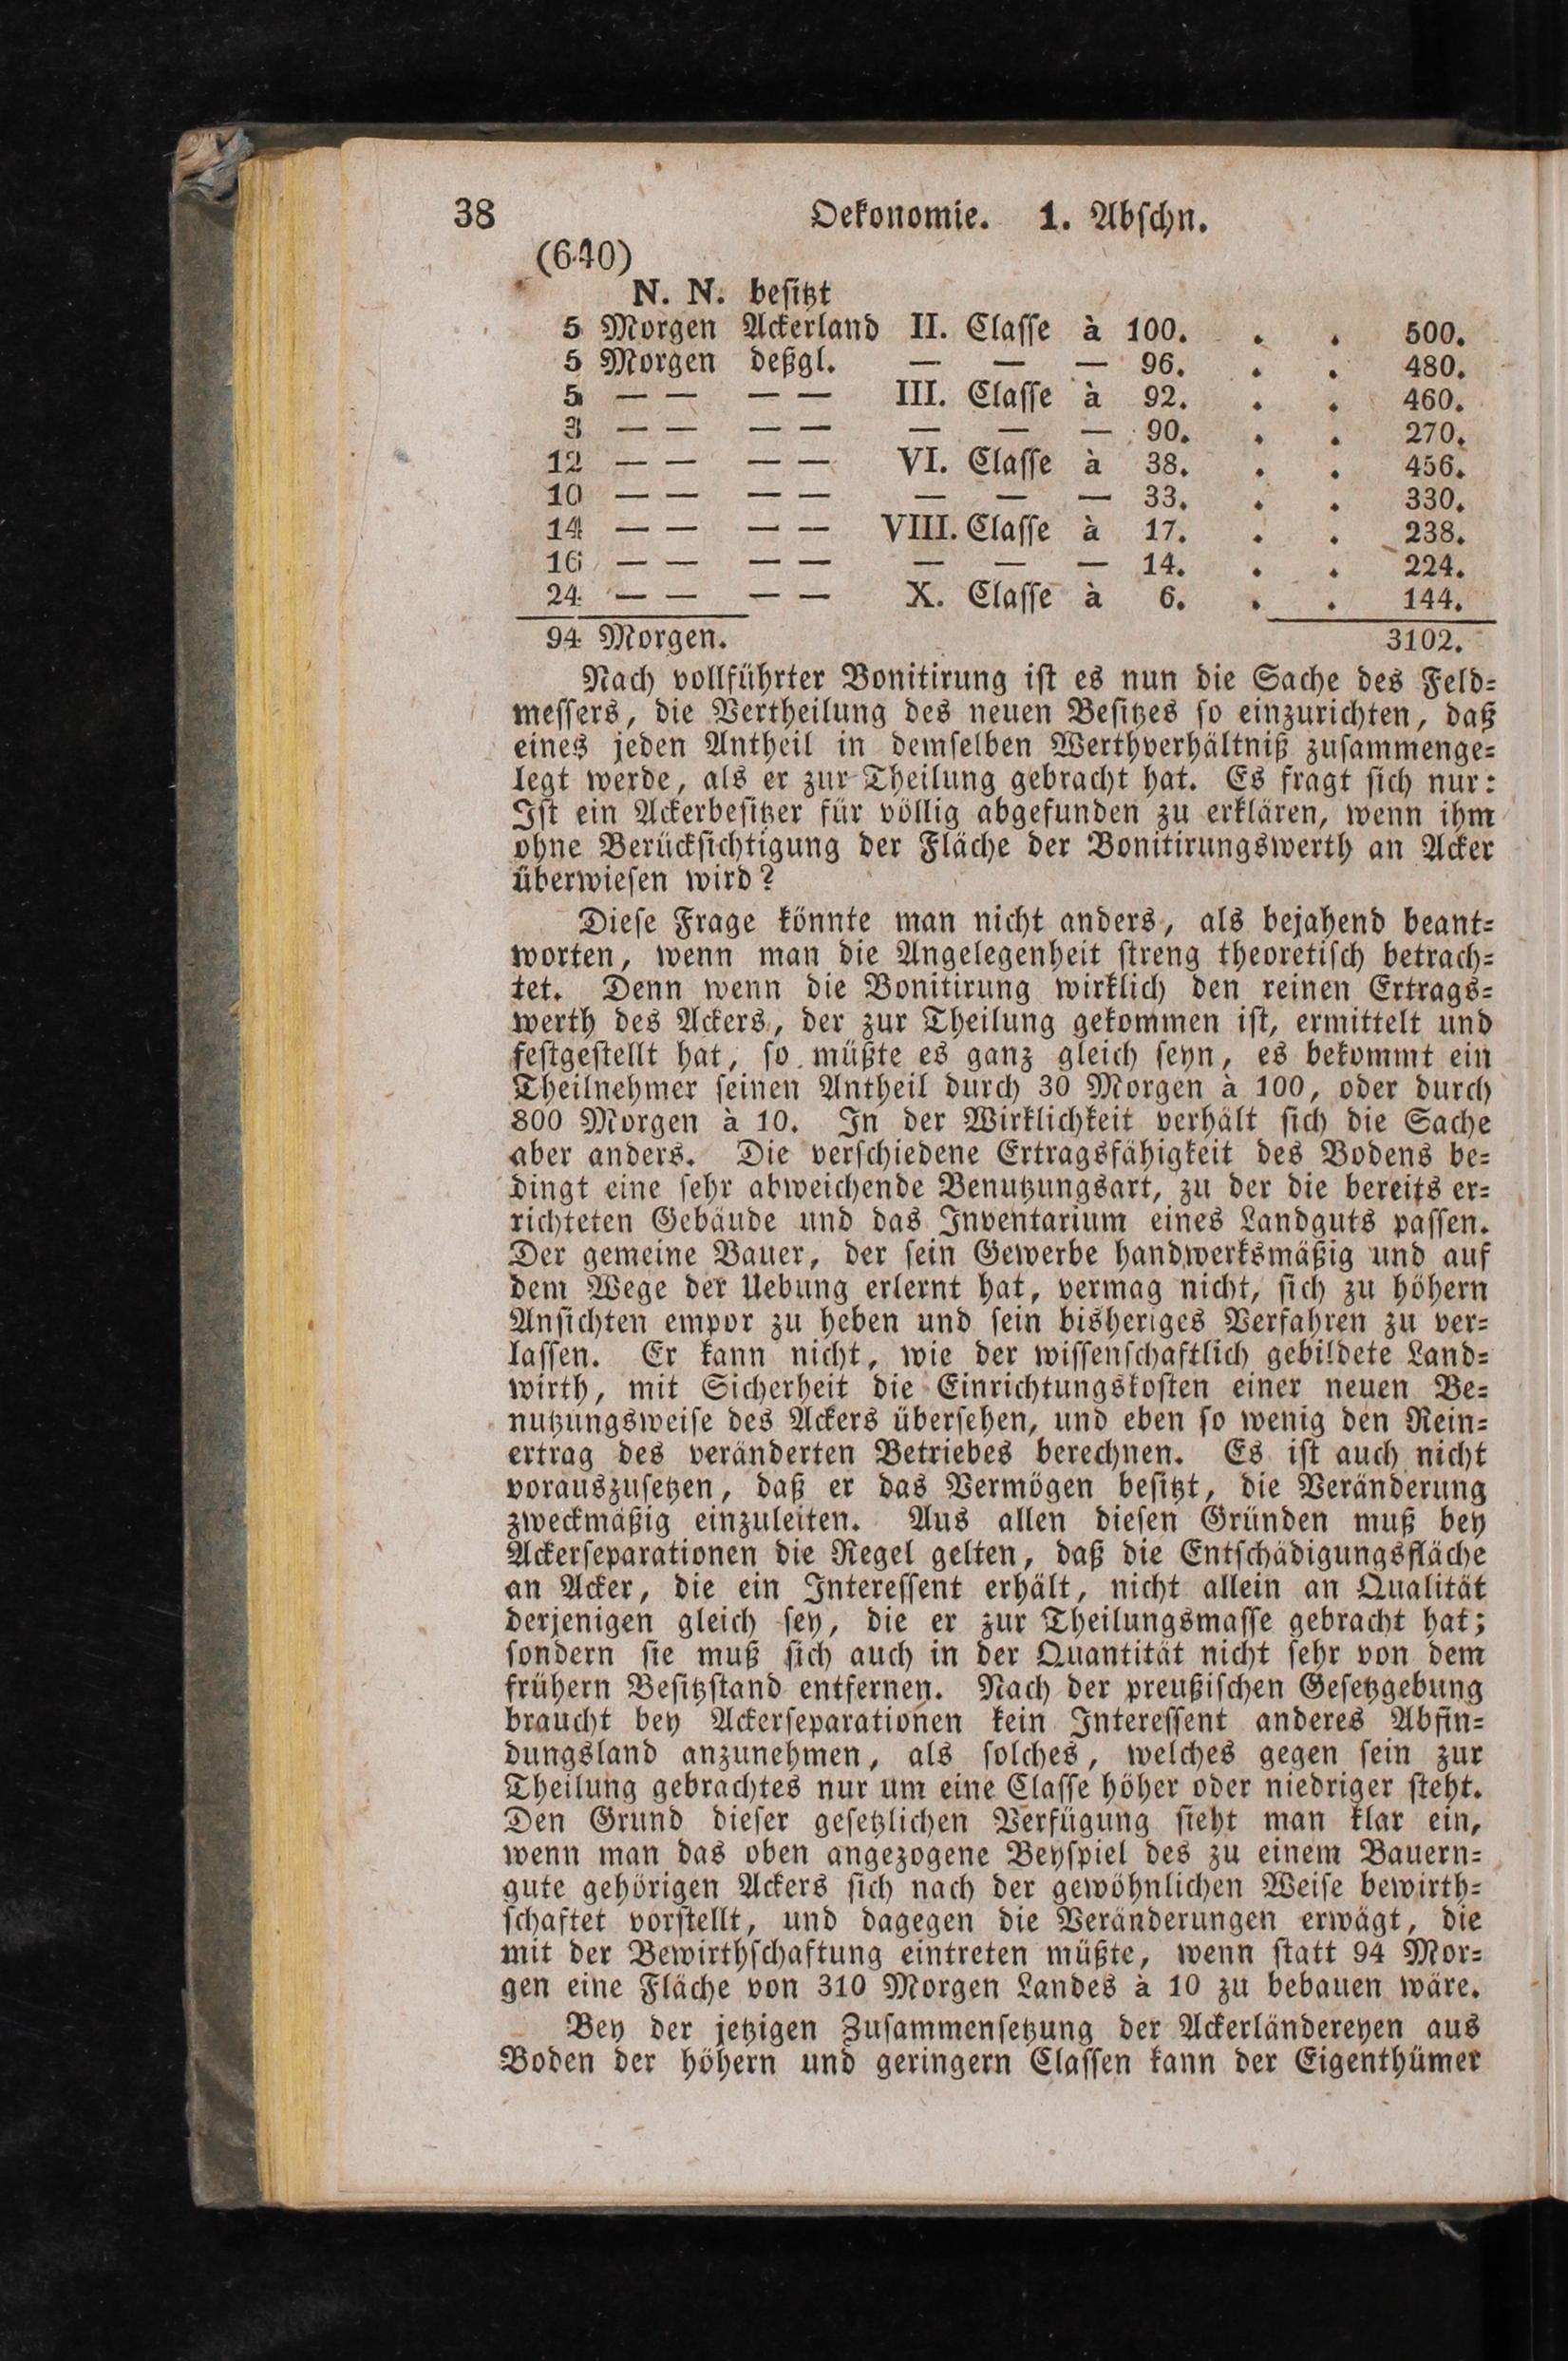 38 Oekonomie. 1. Abschn.
(640)
N. N. besitzt
5 Morgen Ackerland II. Classe à 100. . . 500.
5 Morgen deßgl. — — — 96. . . 480.
5 — — — — III. Classe à 92. . . 460.
3 — — — — — — — 90. . . 270.
12 — — — — VI. Classe à 38. . . 456.
10 — — — — — — — 33. . . 330.
14 — — — — VIII. Classe à 17. . . 238.
16 — — — — — — — 14. . . 224.
24 — — — — X. Classe à 6. . . 144.
94 Morgen. 3102.
Nach vollführter Bonitirung ist es nun die Sache des Feld-
messers, die Vertheilung des neuen Besitzes so einzurichten, daß
eines jeden Antheil in demselben Werthverhältniß zusammenge-
legt werde, als er zur Theilung gebracht hat. Es fragt sich nur:
Ist ein Ackerbesitzer für völlig abgefunden zu erklären, wenn ihm
ohne Berücksichtigung der Fläche der Bonitirungswerth an Acker
überwiesen wird?
Diese Frage könnte man nicht anders, als bejahend beant-
worten, wenn man die Angelegenheit streng theoretisch betrach-
tet. Denn wenn die Bonitirung wirklich den reinen Ertrags-
werth des Ackers, der zur Theilung gekommen ist, ermittelt und
festgestellt hat, so müßte es ganz gleich seyn, es bekommt ein
Theilnehmer seinen Antheil durch 30 Morgen à 100, oder durch
300 Morgen à 10. In der Wirklichkeit verhält sich die Sache
aber anders. Die verschiedene Ertragsfähigkeit des Bodens be-
dingt eine sehr abweichende Benutzungsart, zu der die bereits er-
richteten Gebäude und das Inventarium eines Landguts passen.
Der gemeine Bauer, der sein Gewerbe handwerksmäßig und auf
dem Wege der Uebung erlernt hat, vermag nicht, sich zu höhern
Ansichten empor zu heben und sein bisheriges Verfahren zu ver-
lassen. Er kann nicht, wie der wissenschaftlich gebildete Land-
wirth, mit Sicherheit die Einrichtungskosten einer neuen Be-
nutzungsweise des Ackers übersehen, und eben so wenig den Rein-
ertrag des veränderten Betriebes berechnen. Es ist auch nicht
vorauszusetzen, daß er das Vermögen besitzt, die Veränderung
zweckmäßig einzuleiten. Aus allen diesen Gründen muß bey
Ackerseparationen die Regel gelten, daß die Entschädigungsfläche
an Acker, die ein Interessent erhält, nicht allein an Qualität
derjenigen gleich sey, die er zur Theilungsmasse gebracht hat;
sondern sie muß sich auch in der Quantität nicht sehr von dem
frühern Besitzstand entfernen. Nach der preußischen Gesetzgebung
braucht bey Ackerseparationen kein Interessent anderes Abfin-
dungsland anzunehmen, als solches, welches gegen sein zur
Theilung gebrachtes nur um eine Classe höher oder niedriger steht.
Den Grund dieser gesetzlichen Verfügung sieht man klar ein,
wenn man das oben angezogene Beyspiel des zu einem Bauern-
gute gehörigen Ackers sich nach der gewöhnlichen Weise bewirth-
schaftet vorstellt, und dagegen die Veränderungen erwägt, die
mit der Bewirthschaftung eintreten müßte, wenn statt 94 Mor-
gen eine Fläche von 310 Morgen Landes à 10 zu bebauen wäre.
Bey der jetzigen Zusammensetzung der Ackerländereyen aus
Boden der höhern und geringern Classen kann der Eigenthümer